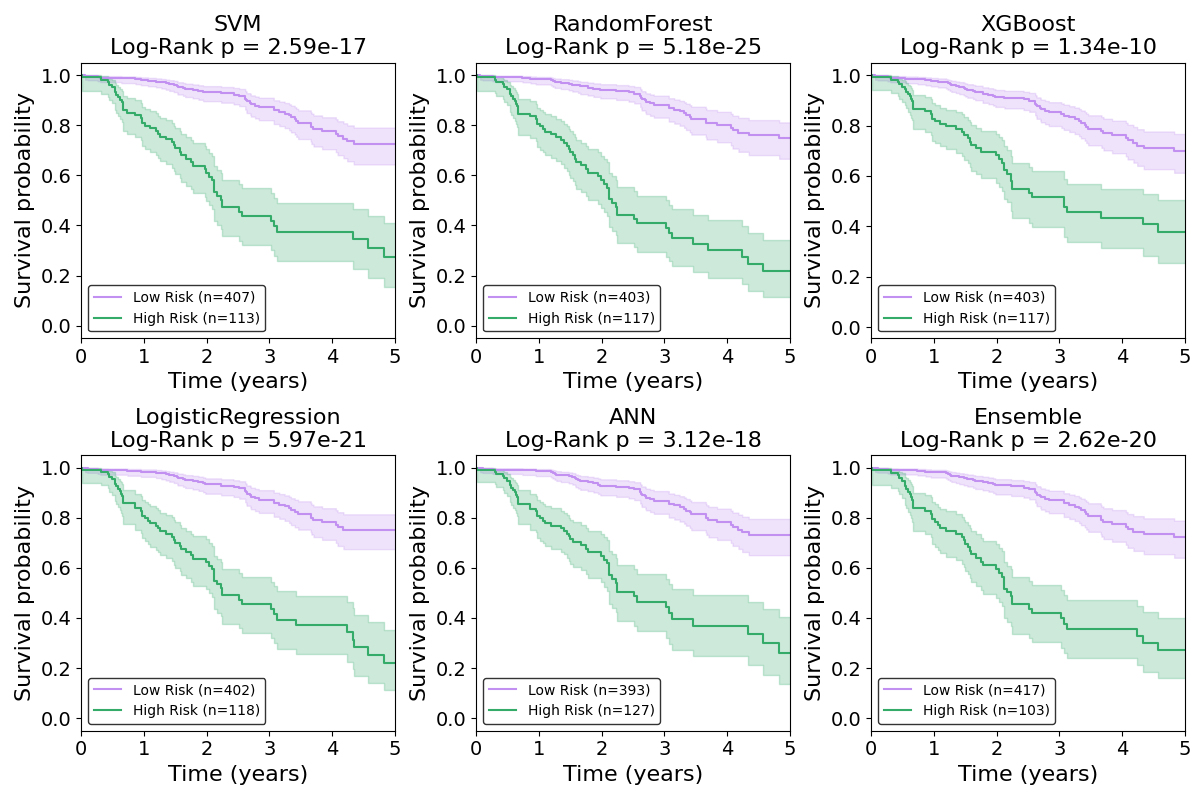 SVM
Log-Rank p = 2.59e-17
Survival probability
1.0
0.8
0.6
0.4
0.2
0.0
Low Risk (n=407)
High Risk (n=113)
0 1 2 3 4 5
Time (years)
RandomForest
Log-Rank p = 5.18e-25
Survival probability
1.0
0.8
0.6
0.4
0.2
0.0
Low Risk (n=403)
High Risk (n=117)
0 1 2 3 4 5
Time (years)
XGBoost
Log-Rank p = 1.34e-10
Survival probability
1.0
0.8
0.6
0.4
0.2
0.0
Low Risk (n=403)
High Risk (n=117)
0 1 2 3 4 5
Time (years)
LogisticRegression
Log-Rank p = 5.97e-21
Survival probability
1.0
0.8
0.6
0.4
0.2
0.0
Low Risk (n=402)
High Risk (n=118)
0 1 2 3 4 5
Time (years)
ANN
Log-Rank p = 3.12e-18
Survival probability
1.0
0.8
0.6
0.4
0.2
0.0
Low Risk (n=393)
High Risk (n=127)
0 1 2 3 4 5
Time (years)
Ensemble
Log-Rank p = 2.62e-20
Survival probability
1.0
0.8
0.6
0.4
0.2
0.0
Low Risk (n=417)
High Risk (n=103)
0 1 2 3 4 5
Time (years)